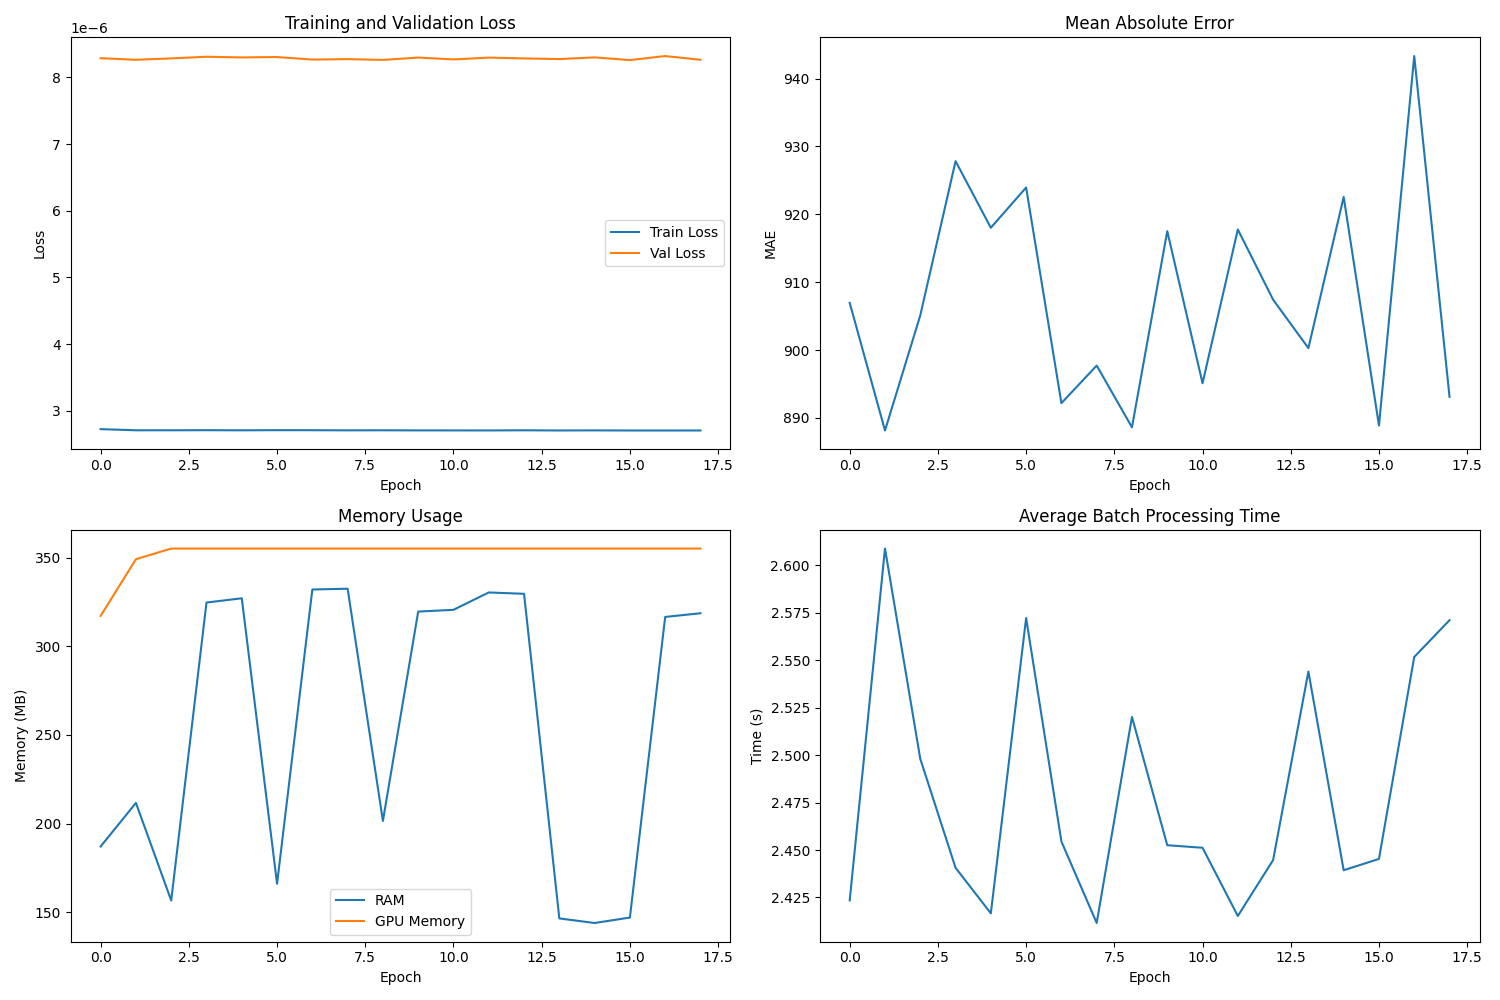 Training and Validation Loss
1e−6
8
7
6
5
4
3
Loss
Train Loss
Val Loss
0.0 2.5 5.0 7.5 10.0 12.5 15.0 17.5
Epoch
Mean Absolute Error
940
930
920
910
900
890
MAE
0.0 2.5 5.0 7.5 10.0 12.5 15.0 17.5
Epoch
Memory Usage
350
300
250
200
150
Memory (MB)
RAM
GPU Memory
0.0 2.5 5.0 7.5 10.0 12.5 15.0 17.5
Epoch
Average Batch Processing Time
2.600
2.575
2.550
2.525
2.500
2.475
2.450
2.425
Time (s)
0.0 2.5 5.0 7.5 10.0 12.5 15.0 17.5
Epoch